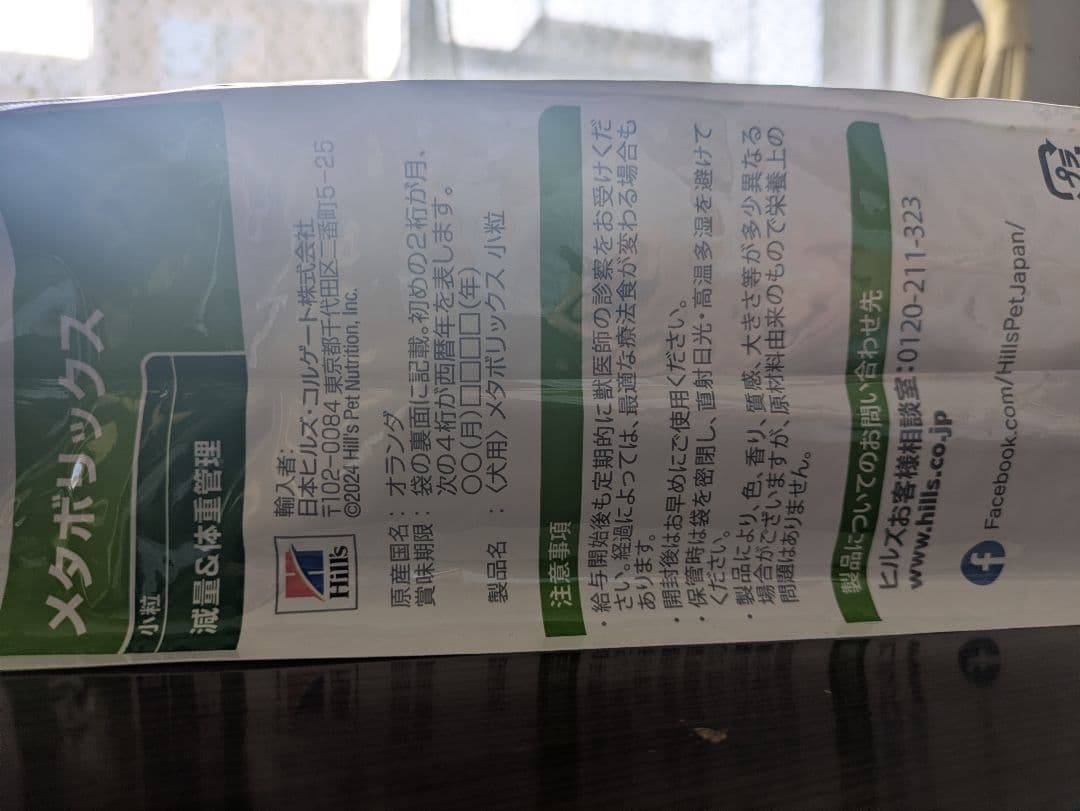 メタボリックス
小粒
減量&体重管理
Hill's
輸入者:
日本ヒルズ・コルゲート株式会社
〒102-0084 東京都千代田区二番町5-25
©2024 Hill's Pet Nutrition, Inc.
原産国名: オランダ
賞味期限: 袋の裏面に記載。初めの2桁が月、
次の4桁が西暦年を表します。
○○(月)□□□□(年)
製品名: 〈犬用〉メタボリックス 小粒
注意事項
・給与開始後も定期的に獣医師の診察をお受けくだ
さい。経過によっては、最適な療法食が変わる場合も
あります。
・開封後はお早めにご使用ください。
・保管時は袋を密閉し、直射日光・高温多湿を避けて
ください。
・製品により、色、香り、質感、大きさ等が多少異なる
場合がございますが、原材料由来のもので栄養上の
問題はありません。
製品についてのお問い合わせ先
ヒルズお客様相談室:0120-211-323
www.hills.co.jp
f Facebook.com/HillsPetJapan/
プラ